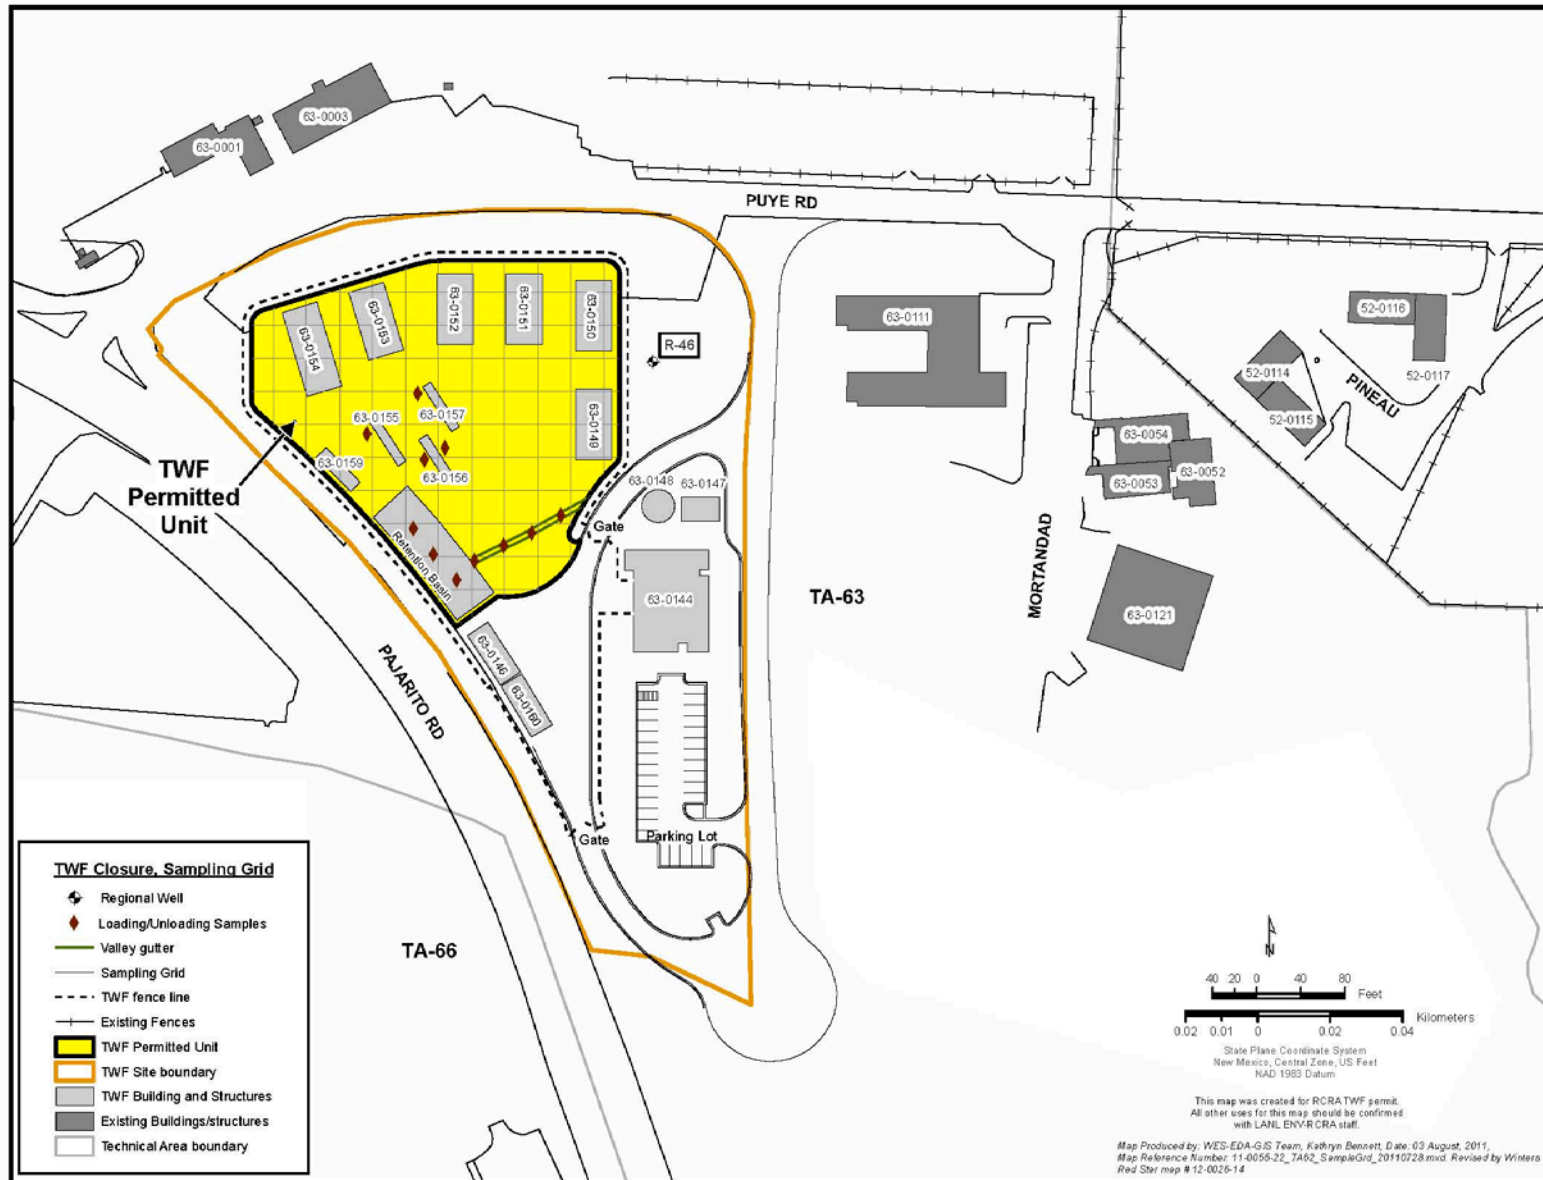 63-0003
63-0001
PUYE RD
63-0154
63-0153
63-0152
63-0151
63-0150
R-46
63-0111
52-0116
52-0114
52-0117
PINEAU
52-0115
63-0155
63-0157
63-0149
63-0159
63-0156
63-0054
63-0052
63-0053
TWF
Permitted
Unit
63-0148
63-0147
Gate
Retention Basin
MORTANDAD
63-0144
TA-63
63-0121
63-0146
63-0160
PAJARITO RD
Gate
Parking Lot
TA-66
TWF Closure, Sampling Grid
Regional Well
Loading/Unloading Samples
Valley gutter
Sampling Grid
TWF fence line
Existing Fences
TWF Permitted Unit
TWF Site boundary
TWF Building and Structures
Existing Buildings/structures
Technical Area boundary
N
40 20 0 40 80
Feet
Kilometers
0.02 0.01 0 0.02 0.04
State Plane Coordinate System
New Mexico, Central Zone, US Feet
NAD 1983 Datum
This map was created for RCRA TWF permit.
All other uses for this map should be confirmed
with LANL ENV-RCRA staff.
Map Produced by: WES-EDA-GIS Team, Kathryn Bennett, Date: 03 August, 2011,
Map Reference Number: 11-0055-22_TA52_SampleGrd_20110728.mxd. Revised by Winters
Red Star map # 12-0026-14